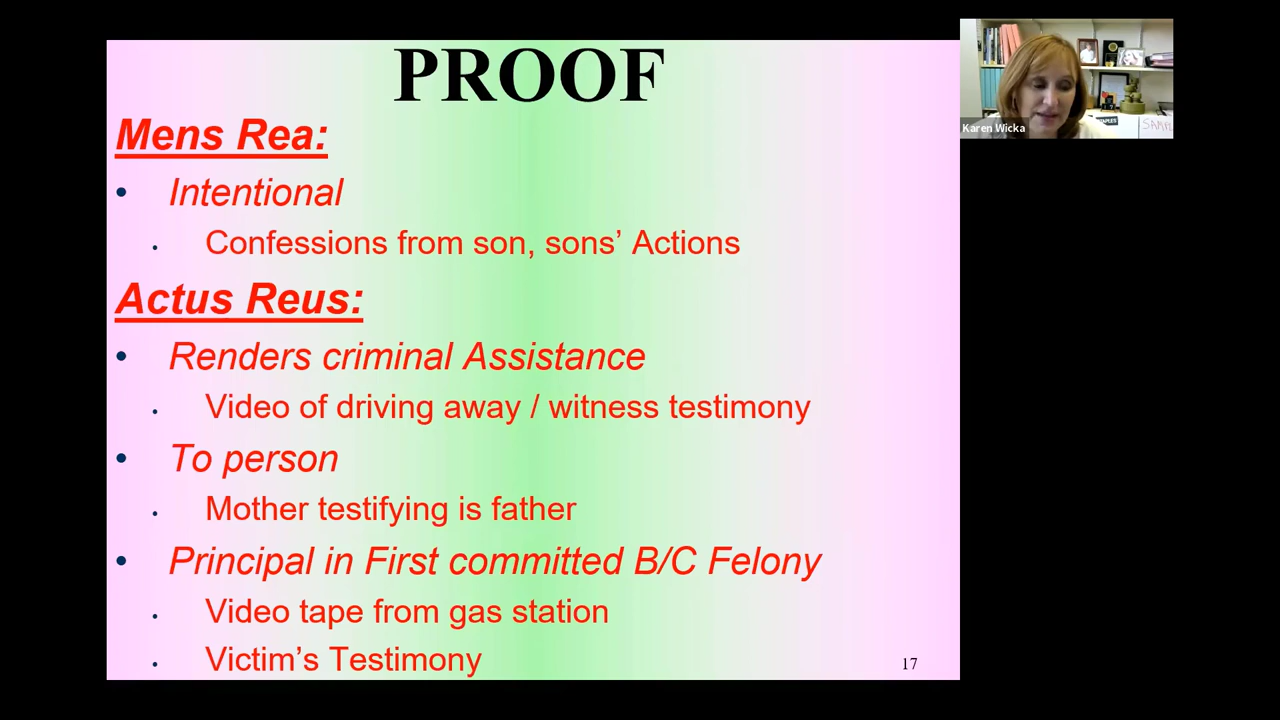 PROOF
Mens Rea:
• Intentional
• Confessions from son, sons’ Actions
Actus Reus:
• Renders criminal Assistance
• Video of driving away / witness testimony
• To person
• Mother testifying is father
• Principal in First committed B/C Felony
• Video tape from gas station
• Victim’s Testimony
17
Karen Wicka
STAPLES